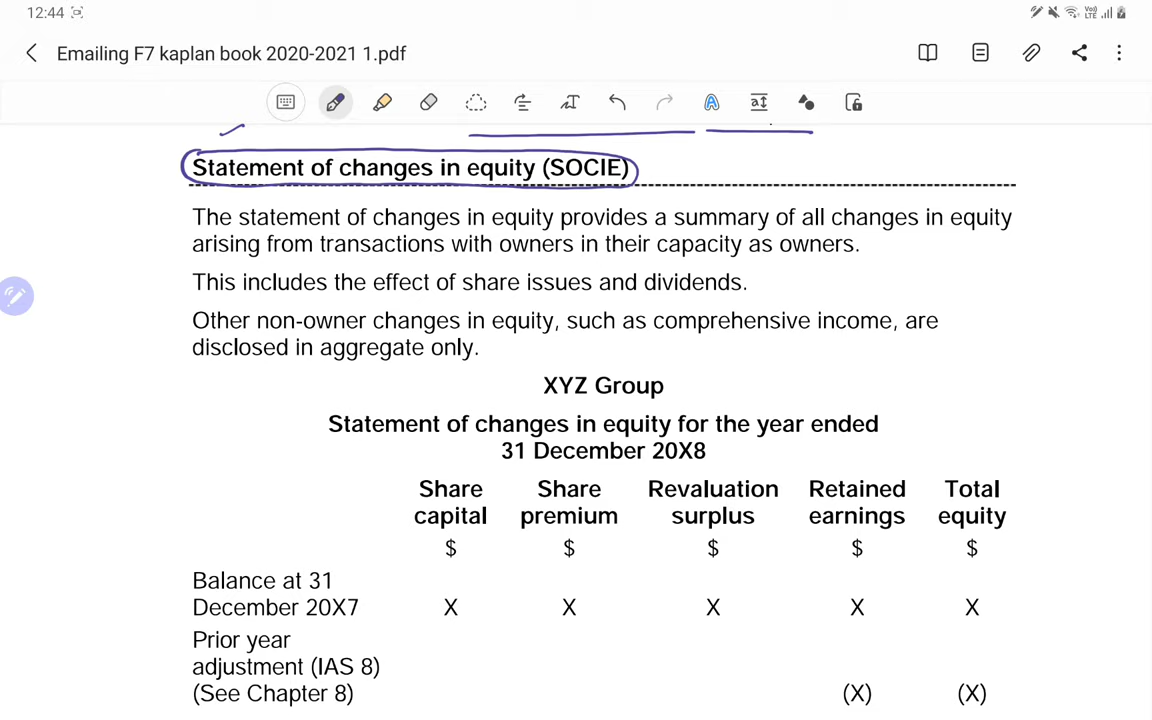 12:44
Emailing F7 kaplan book 2020-2021 1.pdf
Statement of changes in equity (SOCIE)
The statement of changes in equity provides a summary of all changes in equity
arising from transactions with owners in their capacity as owners.
This includes the effect of share issues and dividends.
Other non-owner changes in equity, such as comprehensive income, are
disclosed in aggregate only.
XYZ Group
Statement of changes in equity for the year ended
31 December 20X8
Share Share Revaluation Retained Total
capital premium surplus earnings equity
$ $ $ $ $
Balance at 31
December 20X7 X X X X X
Prior year
adjustment (IAS 8)
(See Chapter 8) (X) (X)